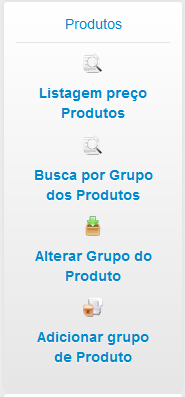 Produtos
Listagem preço
Produtos
Busca por Grupo
dos Produtos
Alterar Grupo do
Produto
Adicionar grupo
de Produto